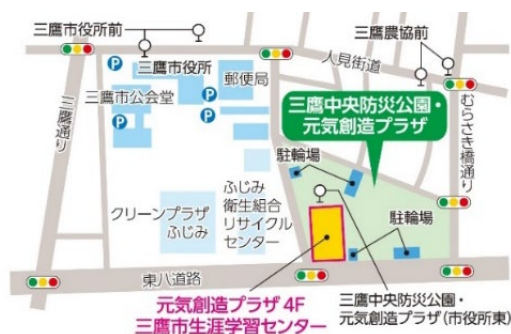 三鷹市役所前
三鷹農協前
人見街道
P
三鷹市役所
郵便局
P
三鷹市公会堂
P
P
三鷹通り
三鷹中央防災公園・
元気創造プラザ
むらさき橋通り
駐輪場
クリーンプラザ
ふじみ
ふじみ
衛生組合
リサイクル
センター
駐輪場
東八道路
元気創造プラザ 4F
三鷹市生涯学習センター
三鷹中央防災公園・
元気創造プラザ(市役所東)